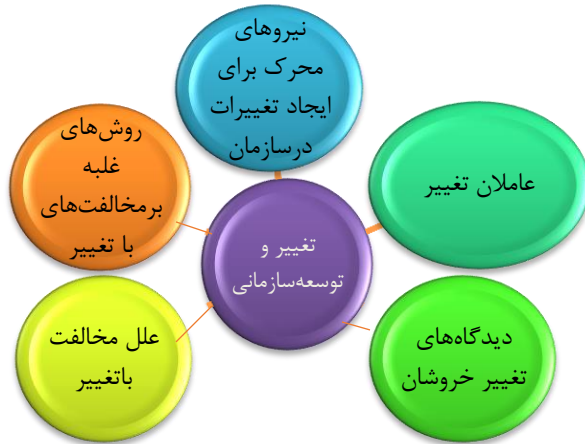 نیروهای
محرک برای
ایجاد تغییرات
درسازمان
عاملان تغییر
دیدگاه‌های
تغییر خروشان
علل مخالفت
باتغییر
روش‌های
غلبه
برمخالفت‌های
با تغییر
تغییر و
توسعه‌سازمانی